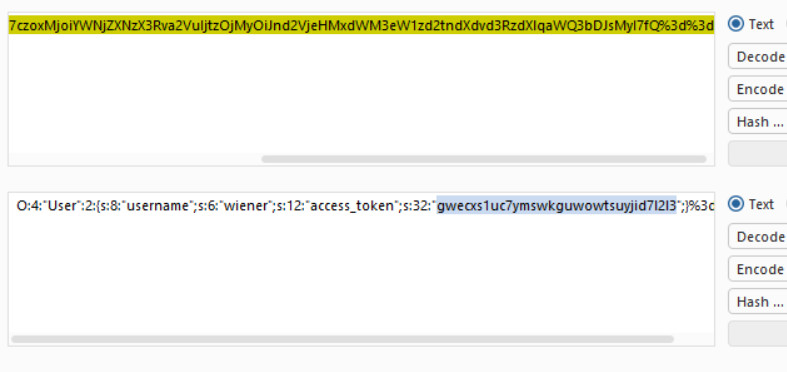 7czoxMjoiYWNjZXNzX3Rva2VuIjtzOjMyOiJnd2VjeHMxdWM3eW1zd2tndXdvd3RzdXlqaWQ3bDJsMyI7fQ%3d%3d
Text
Decode
Encode
Hash ...
O:4:"User":2:{s:8:"username";s:6:"wiener";s:12:"access_token";s:32:"gwecxs1uc7ymswkguwowtsuyjid7l2l3";}%3
Text
Decode
Encode
Hash ...